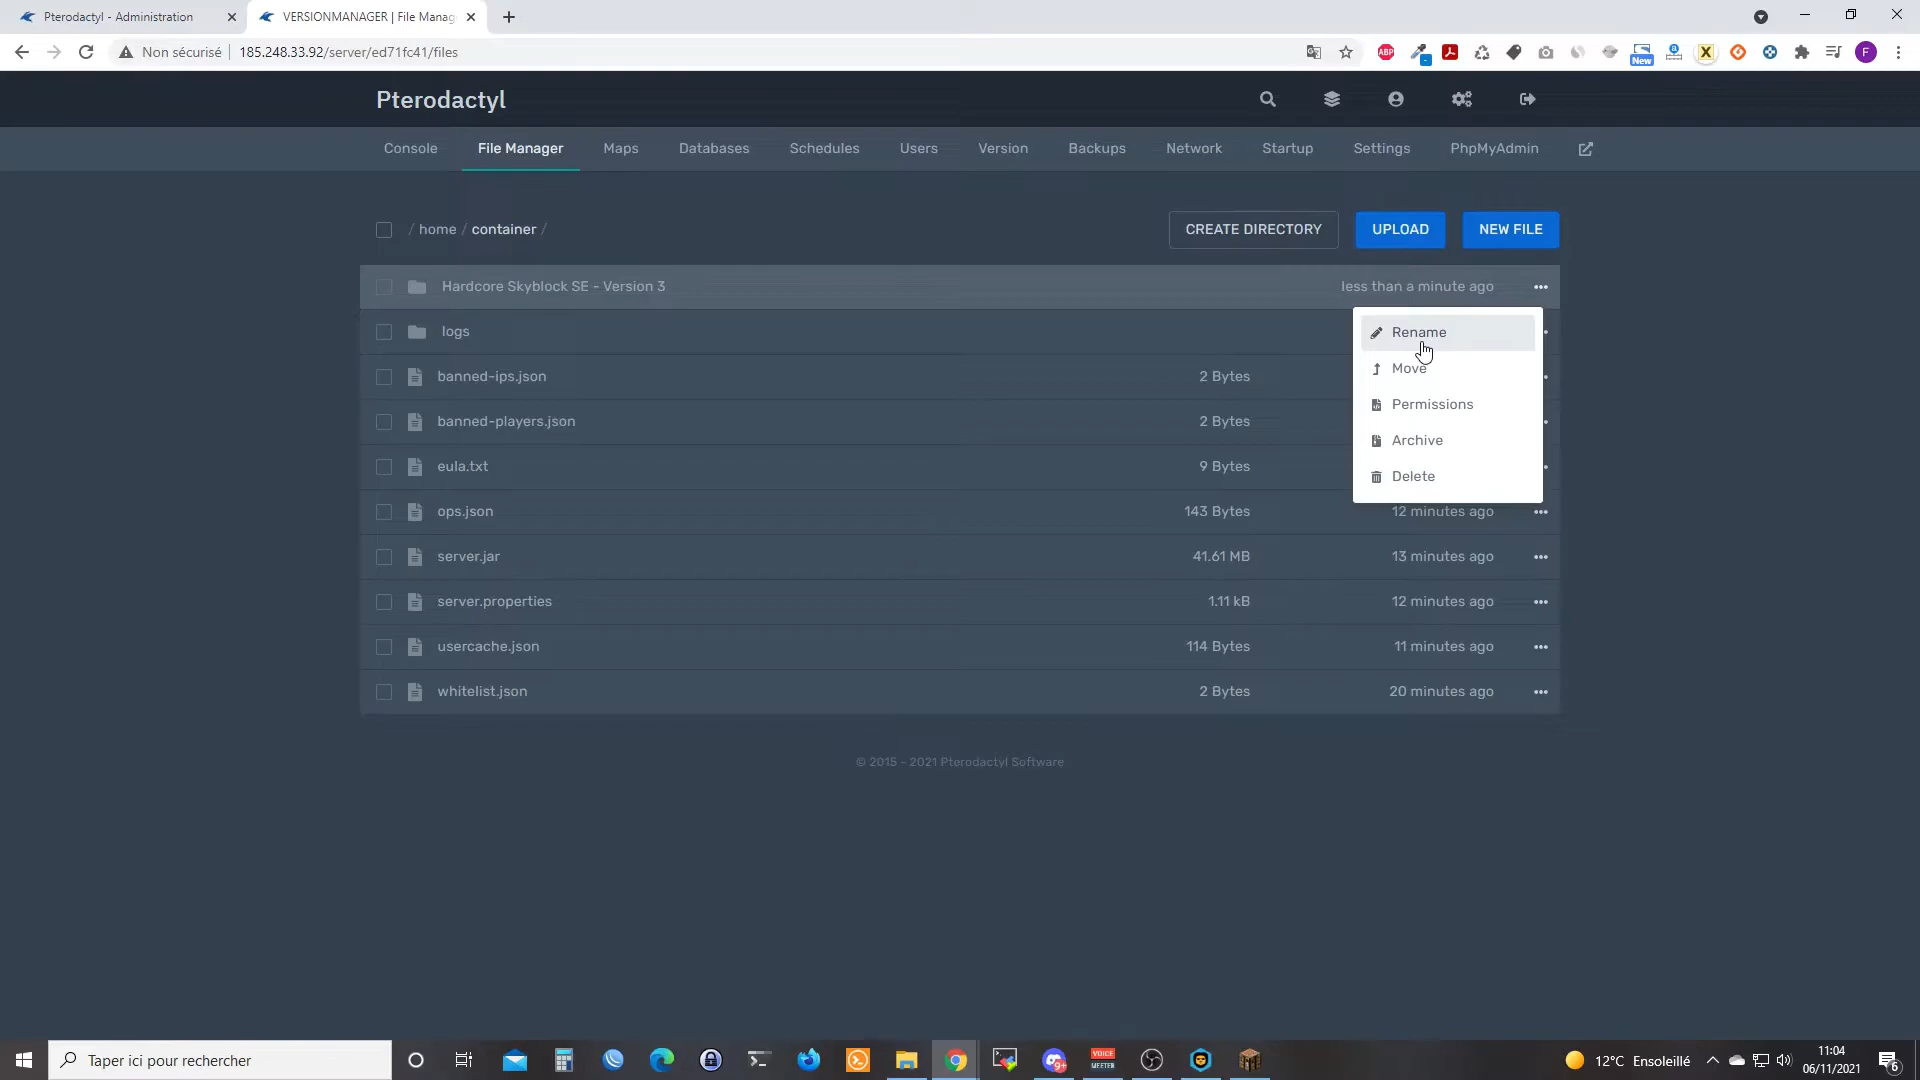 Pterodactyl - Administration
VERSIONMANAGER | File Manag
Non sécurisé
185.248.33.92/server/ed71fc41/files
ABP
New
X
F
Pterodactyl
Console
File Manager
Maps
Databases
Schedules
Users
Version
Backups
Network
Startup
Settings
PhpMyAdmin
/ home / container /
CREATE DIRECTORY
UPLOAD
NEW FILE
Hardcore Skyblock SE - Version 3
less than a minute ago
logs
banned-ips.json
2 Bytes
banned-players.json
2 Bytes
eula.txt
9 Bytes
Rename
Move
Permissions
Archive
Delete
ops.json
143 Bytes
12 minutes ago
server.jar
41.61 MB
13 minutes ago
server.properties
1.11 kB
12 minutes ago
usercache.json
114 Bytes
11 minutes ago
whitelist.json
2 Bytes
20 minutes ago
© 2015 - 2021 Pterodactyl Software
Taper ici pour rechercher
9+
VOICE
MEETER
12°C Ensoleillé
11:04
06/11/2021
6